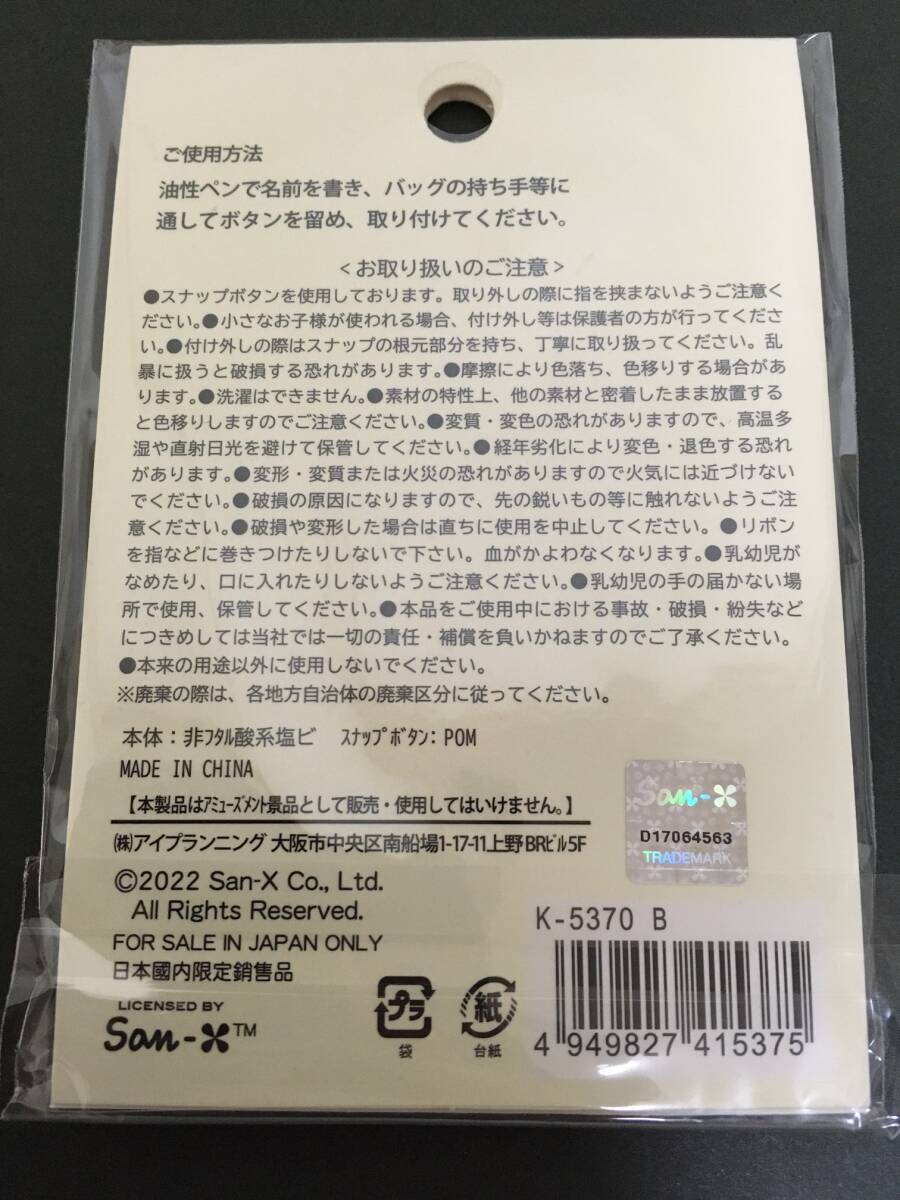 ご使用方法
油性ペンで名前を書き、バッグの持ち手等に
通してボタンを留め、取り付けてください。
<お取り扱いのご注意>
●スナップボタンを使用しております。取り外しの際に指を挟まないようご注意く
ださい。●小さなお子様が使われる場合、付け外し等は保護者の方が行ってくださ
い。●付け外しの際はスナップの根元部分を持ち、丁寧に取り扱ってください。乱
暴に扱うと破損する恐れがあります。●摩擦により色落ち、色移りする場合があ
ります。●洗濯はできません。●素材の特性上、他の素材と密着したまま放置する
と色移りしますのでご注意ください。●変質・変色の恐れがありますので、高温多
湿や直射日光を避けて保管してください。●経年劣化により変色・退色する恐れ
があります。●変形・変質または火災の恐れがありますので火気には近づけない
でください。●破損の原因になりますので、先の鋭いもの等に触れないようご注
意ください。●破損や変形した場合は直ちに使用を中止してください。●リボン
を指などに巻きつけたりしないで下さい。血がかよわなくなります。●乳幼児が
なめたり、口に入れたりしないようご注意ください。●乳幼児の手の届かない場
所で使用、保管してください。●本品をご使用中における事故・破損・紛失など
につきめしては当社では一切の責任・補償を負いかねますのでご了承ください。
●本来の用途以外に使用しないでください。
※廃棄の際は、各地方自治体の廃棄区分に従ってください。
本体：非ﾌﾀﾙ酸系塩ビ ｽﾅｯﾌﾟﾎﾞﾀﾝ：POM
MADE IN CHINA
【本製品はｱﾐｭｰｽﾞﾒﾝﾄ景品として販売・使用してはいけません。】
㈱アイプランニング 大阪市中央区南船場1-17-11上野BRﾋﾞﾙ5F
©2022 San-X Co., Ltd.
All Rights Reserved.
FOR SALE IN JAPAN ONLY
日本國内限定銷售品
LICENSED BY
San-X™
プラ
袋
紙
台紙
San-X
D17064563
TRADEMARK
K-5370 B
4 949827 415375